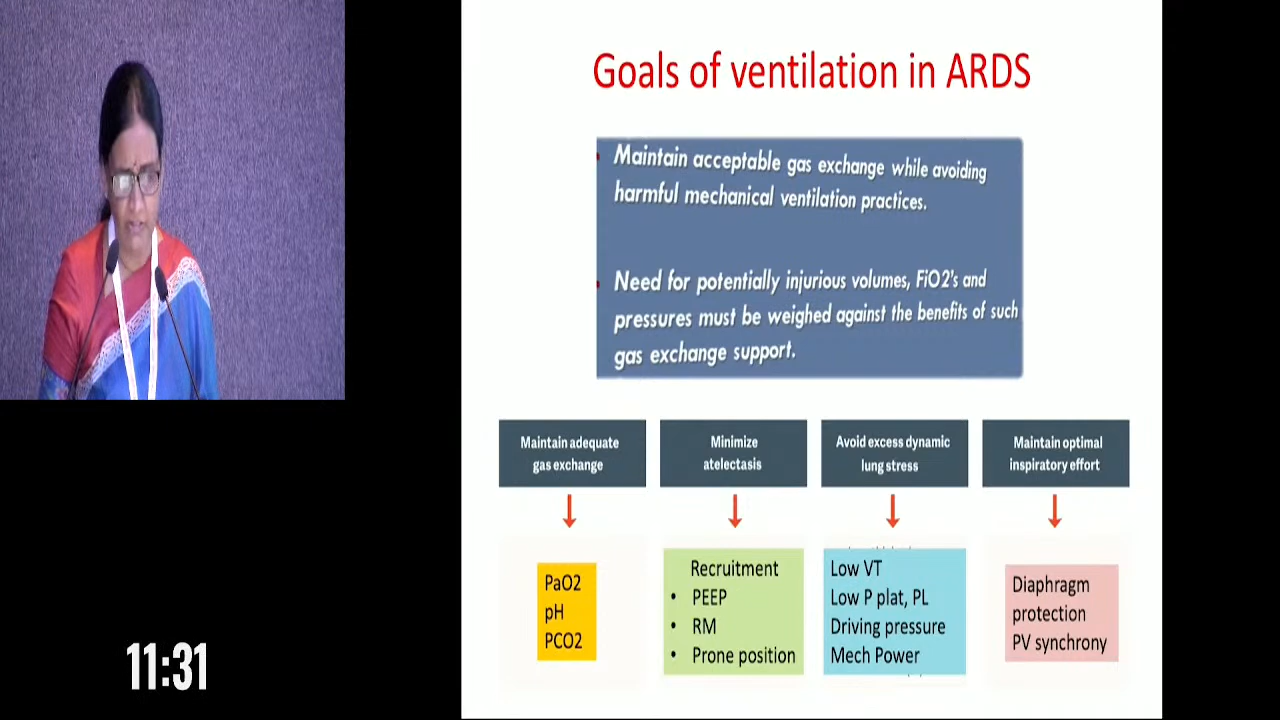 Goals of ventilation in ARDS
• Maintain acceptable gas exchange while avoiding
harmful mechanical ventilation practices.
• Need for potentially injurious volumes, FiO2's and
pressures must be weighed against the benefits of such
gas exchange support.
Maintain adequate
gas exchange
Minimize
atelectasis
Avoid excess dynamic
lung stress
Maintain optimal
inspiratory effort
PaO2
pH
PCO2
Recruitment
• PEEP
• RM
• Prone position
Low VT
Low P plat, PL
Driving pressure
Mech Power
Diaphragm
protection
PV synchrony
11:31